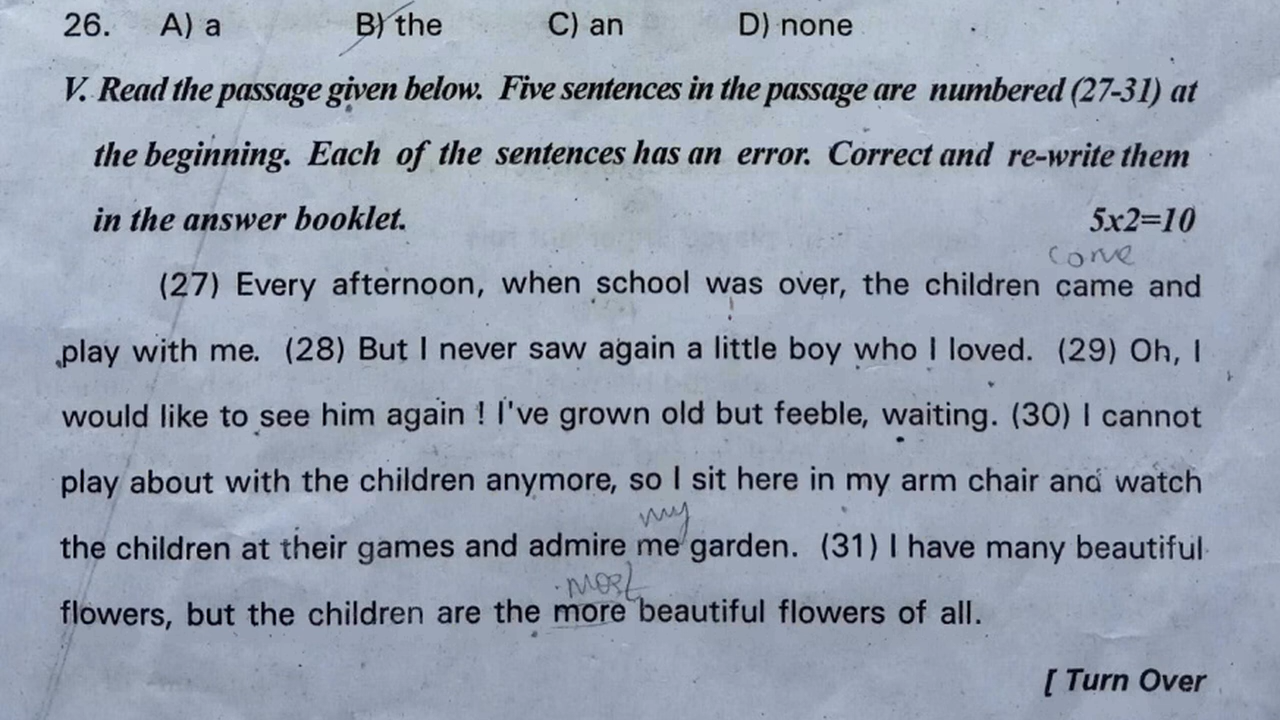 26. A) a B) the C) an D) none
V. Read the passage given below. Five sentences in the passage are numbered (27-31) at
the beginning. Each of the sentences has an error. Correct and re-write them
in the answer booklet. 5x2=10
come
(27) Every afternoon, when school was over, the children came and
play with me. (28) But I never saw again a little boy who I loved. (29) Oh, I
would like to see him again ! I've grown old but feeble, waiting. (30) I cannot
play about with the children anymore, so I sit here in my arm chair and watch
my
the children at their games and admire me garden. (31) I have many beautiful
most
flowers, but the children are the more beautiful flowers of all.
[ Turn Over